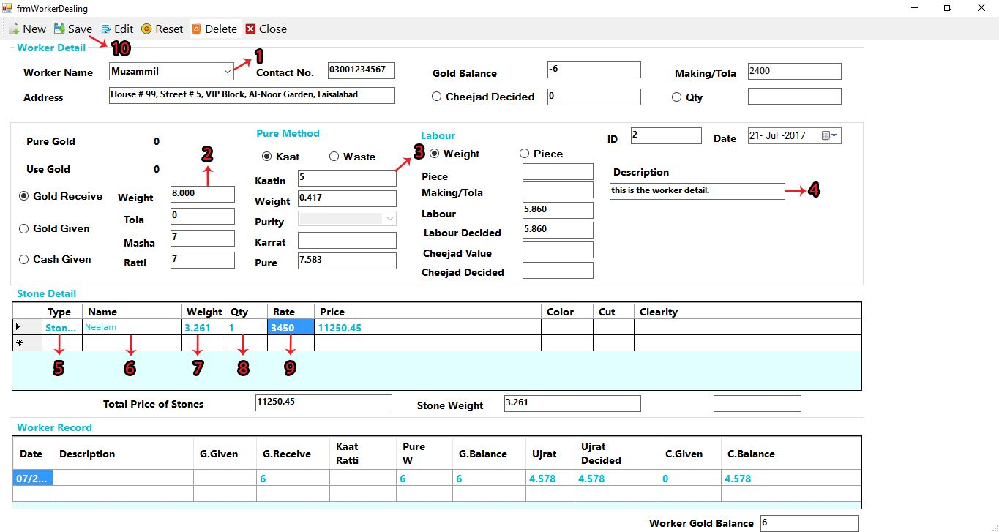 frmWorkerDealing
New Save Edit Reset Delete Close
10
Worker Detail
1
Worker Name Muzammil Contact No. 03001234567 Gold Balance -6 Making/Tola 2400
Address House # 99, Street # 5, VIP Block, Al-Noor Garden, Faisalabad Cheejad Decided 0 Qty
Pure Gold 0 Pure Method Labour ID 2 Date 21- Jul -2017
2 Kaat Waste 3 Weight Piece
Use Gold 0 KaatIn 5 Piece Description
Gold Receive Weight 8.000 Weight 0.417 Making/Tola this is the worker detail. 4
Tola 0 Purity Labour 5.860
Gold Given Masha 7 Karrat Labour Decided 5.860
Cash Given Ratti 7 Pure 7.583 Cheejad Value
Cheejad Decided
Stone Detail
Type Name Weight Qty Rate Price Color Cut Clearity
Ston... Neelam 3.261 1 3450 11250.45
*
5 6 7 8 9
Total Price of Stones 11250.45 Stone Weight 3.261
Worker Record
Date Description G.Given G.Receive Kaat Ratti Pure W G.Balance Ujrat Ujrat Decided C.Given C.Balance
07/2... 6 6 6 4.578 4.578 0 4.578
Worker Gold Balance 6